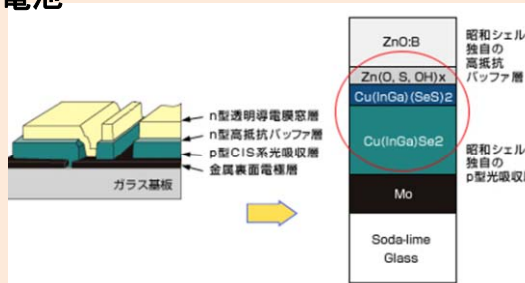 電池
n型透明導電膜窓層
n型高抵抗バッファ層
p型CIS系光吸収層
金属裏面電極層
ガラス基板
ZnO:B
Zn(O, S, OH)x
Cu(InGa)(SeS)2
Cu(InGa)Se2
Mo
Soda-lime
Glass
昭和シェル
独自の
高抵抗
バッファ層
昭和シェル
独自の
p型光吸収